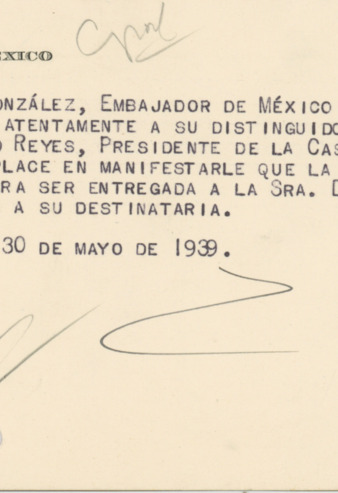 ÉXICO
ONZÁLEZ, EMBAJADOR DE MÉXICO
ATENTAMENTE A SU DISTINGUIDO
O REYES, PRESIDENTE DE LA CAS
PLACE EN MANIFESTARLE QUE LA
RA SER ENTREGADA A LA SRA. D
A SU DESTINATARIA.
30 DE MAYO DE 1939.